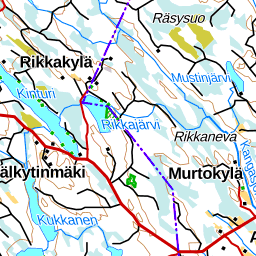 Räsysuo
Rikkakylä
Mustinjärvi
Kinturi
Rikkajärvi
Rikkaneva
älkytinmäki
Murtokylä
Kukkanen